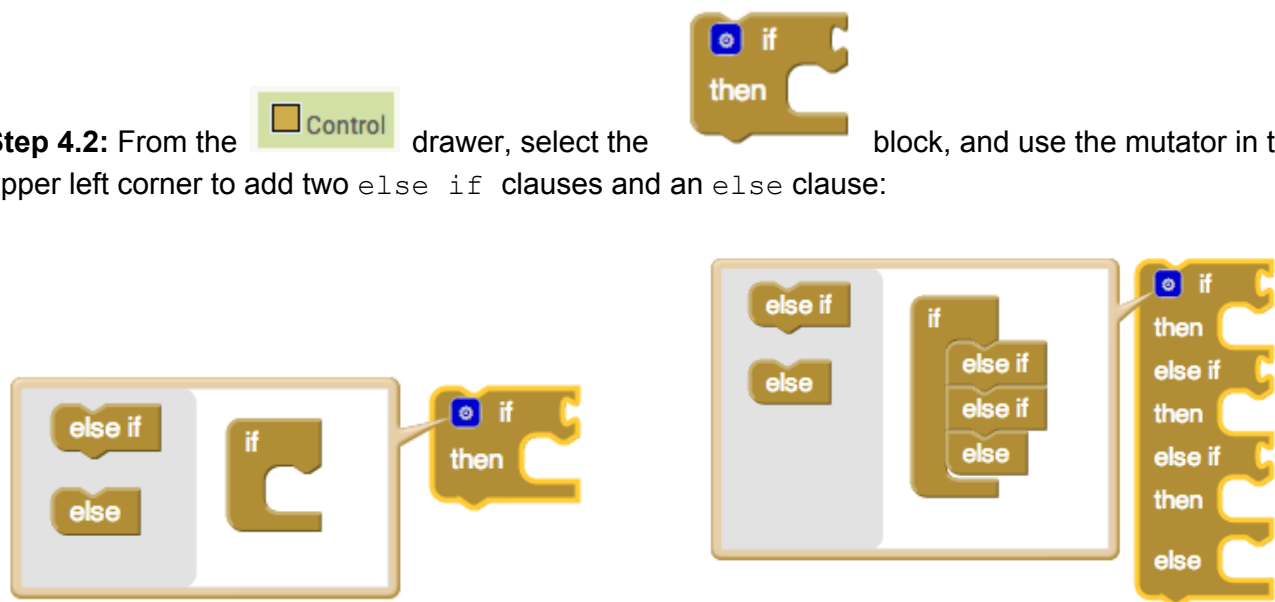 if
then
Step 4.2: From the Control drawer, select the block, and use the mutator in t
pper left corner to add two else if clauses and an else clause:
else if
else
if
if
then
else if
else
if
else if
else if
else
if
then
else if
then
else if
then
else